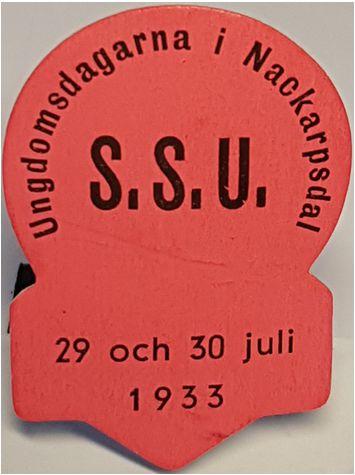 Ungdomsdagarna i Nackarpsdal
S.S.U.
29 och 30 juli
1933